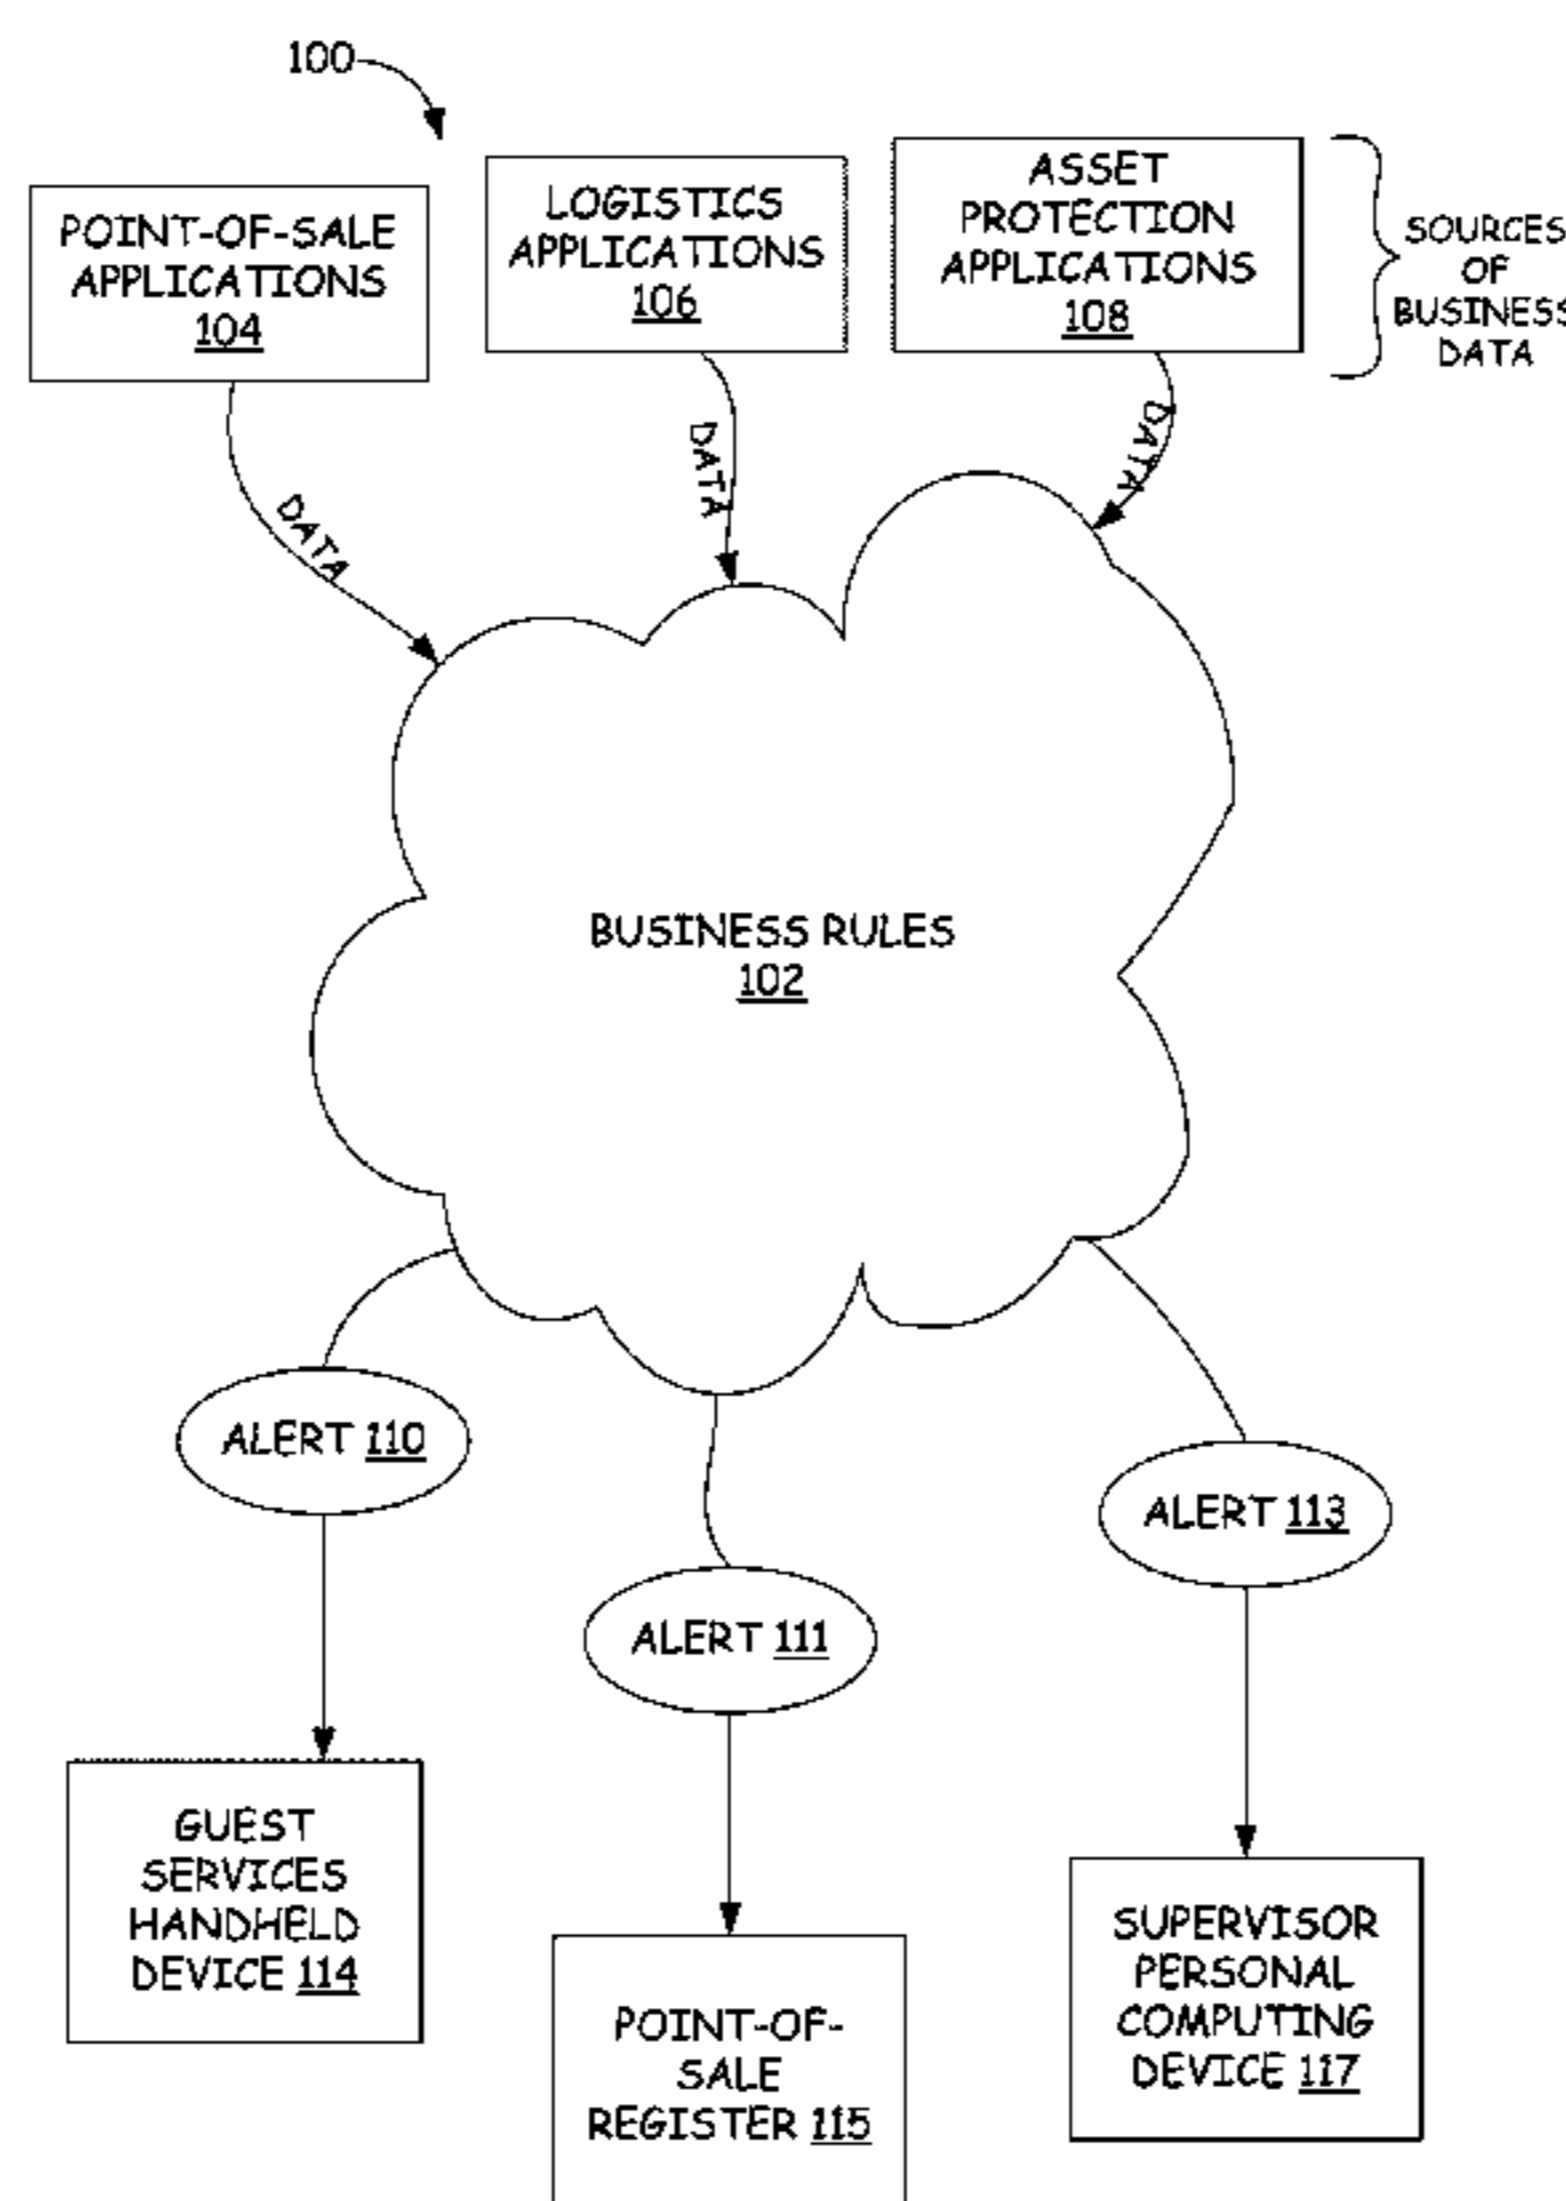 100
POINT-OF-SALE
APPLICATIONS
104
LOGISTICS
APPLICATIONS
106
ASSET
PROTECTION
APPLICATIONS
108
SOURCES
OF
BUSINESS
DATA
DATA
DATA
DATA
BUSINESS RULES
102
ALERT 110
ALERT 111
ALERT 113
GUEST
SERVICES
HANDHELD
DEVICE 114
POINT-OF-
SALE
REGISTER 115
SUPERVISOR
PERSONAL
COMPUTING
DEVICE 117